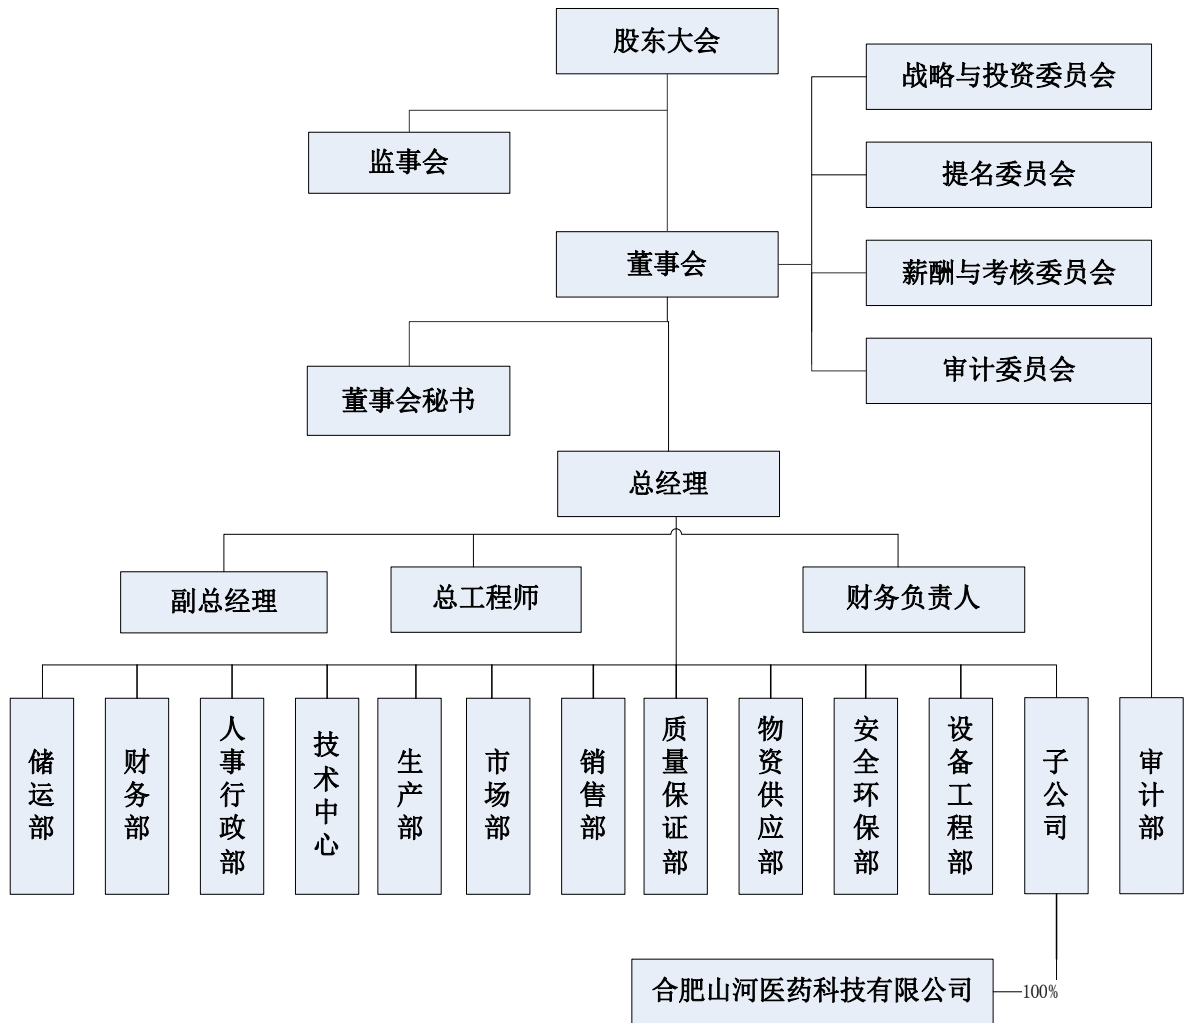 股东大会
战略与投资委员会
监事会
提名委员会
董事会
薪酬与考核委员会
董事会秘书
审计委员会
总经理
副总经理
总工程师
财务负责人
储运部
财务部
人事行政部
技术中心
生产部
市场部
销售部
质量保证部
物资供应部
安全环保部
设备工程部
子公司
审计部
合肥山河医药科技有限公司
100%